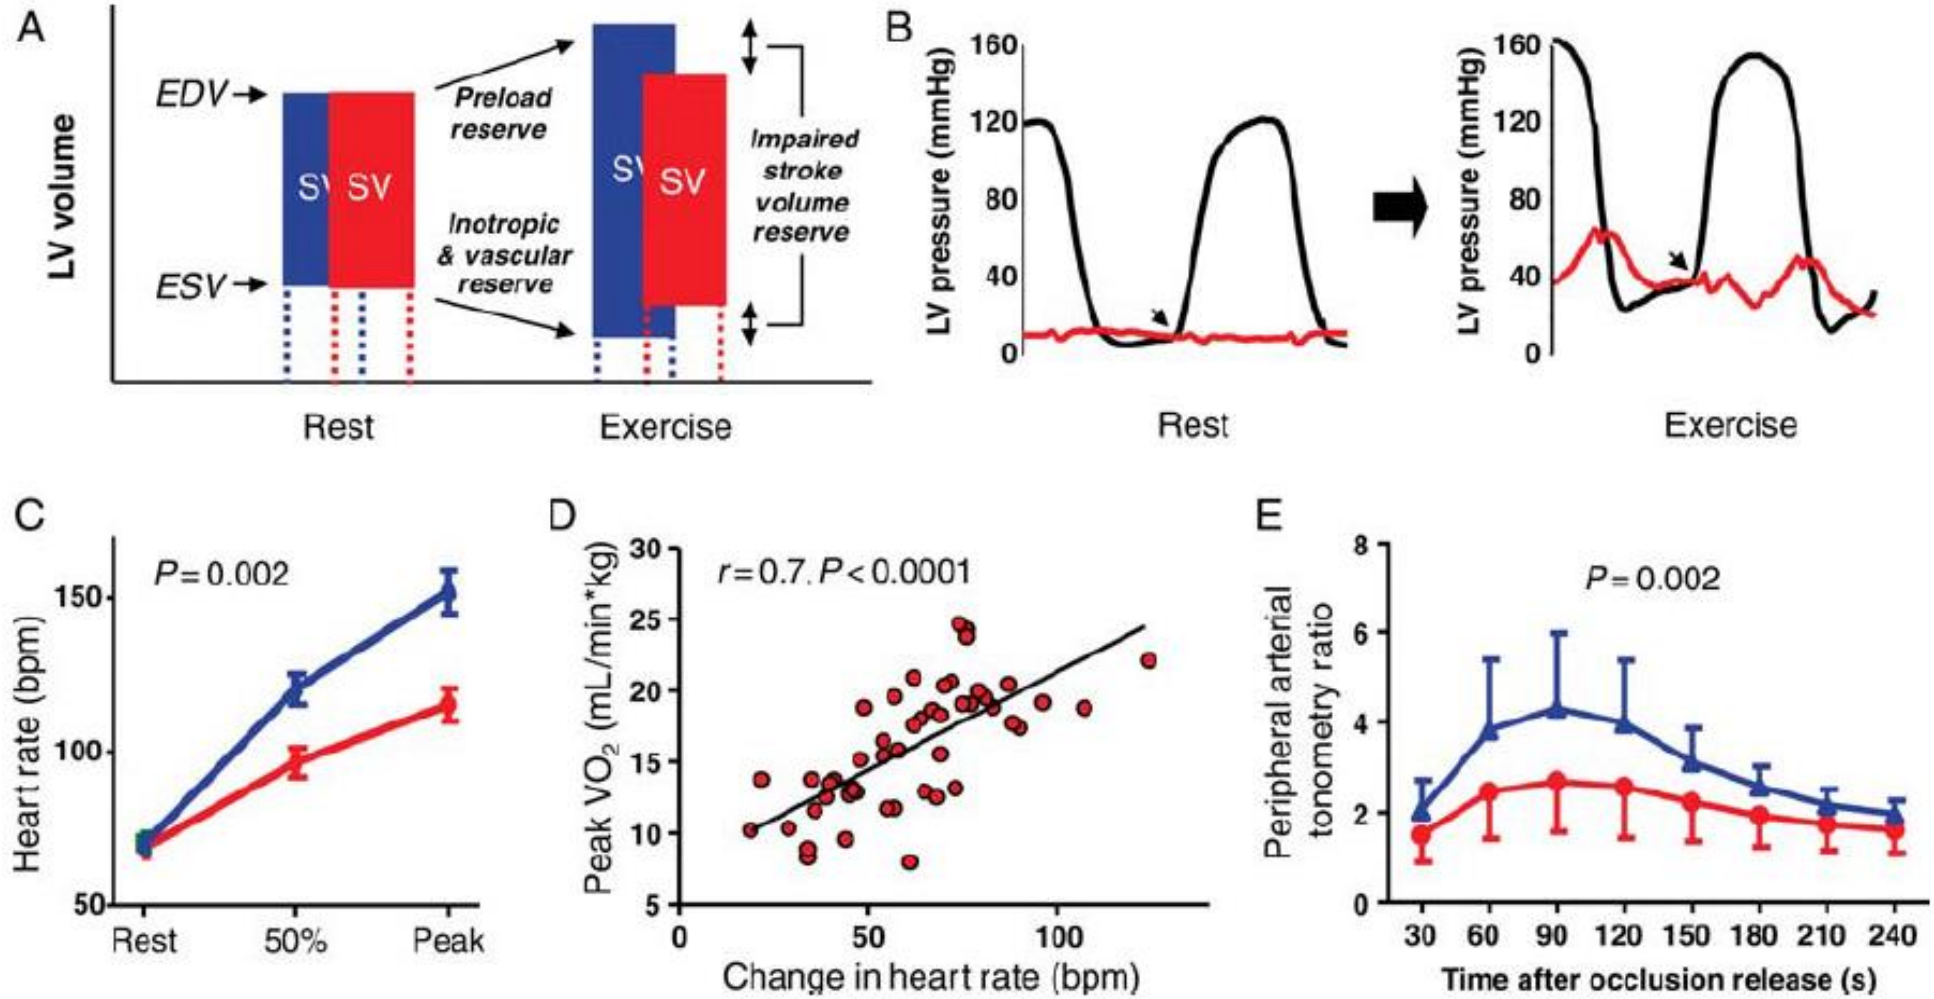 A
LV volume
EDV
ESV
SV
SV
Preload
reserve
Inotropic
& vascular
reserve
SV
SV
Impaired
stroke
volume
reserve
Rest
Exercise
B
LV pressure (mmHg)
160
120
80
40
0
Rest
LV pressure (mmHg)
160
120
80
40
0
Exercise
C
Heart rate (bpm)
P = 0.002
150
100
50
Rest
50%
Peak
D
Peak VO2 (mL/min*kg)
r = 0.7. P < 0.0001
30
25
20
15
10
5
0
50
100
Change in heart rate (bpm)
E
Peripheral arterial
tonometry ratio
P = 0.002
8
6
4
2
0
30 60 90 120 150 180 210 240
Time after occlusion release (s)